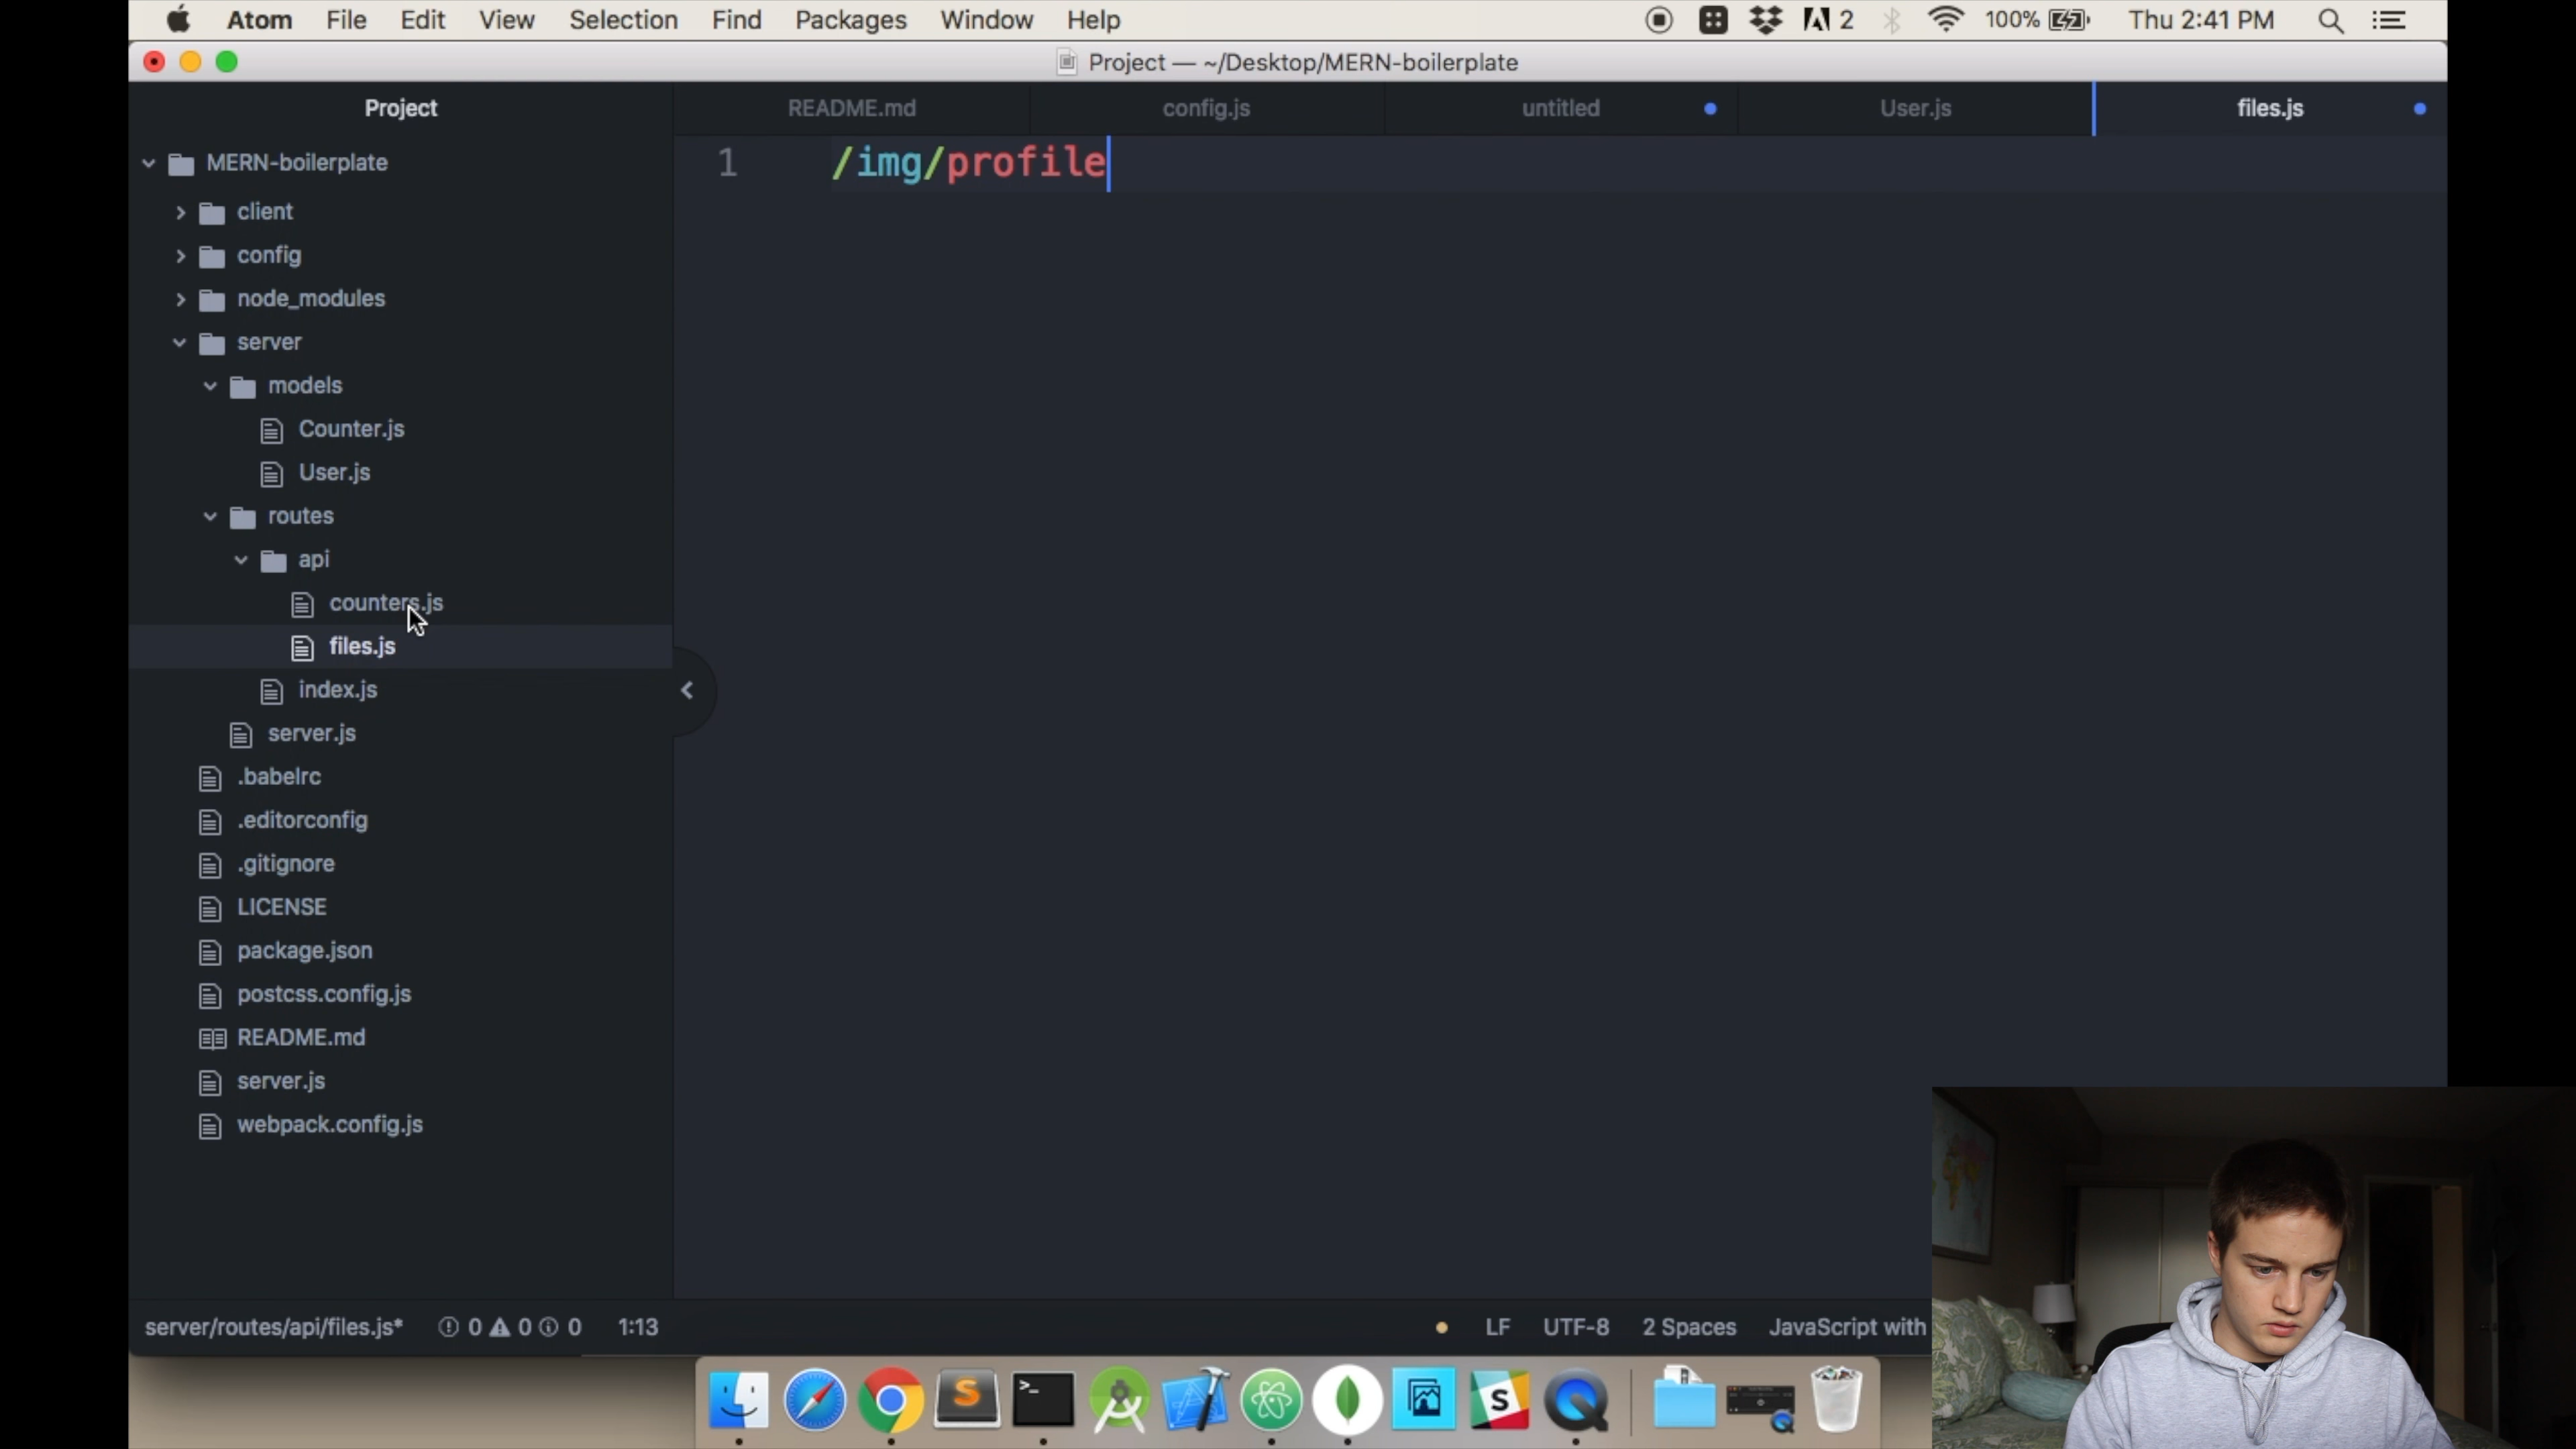 Atom File Edit View Selection Find Packages Window Help 2 100% Thu 2:41 PM
Project — ~/Desktop/MERN-boilerplate
Project
README.md config.js untitled User.js files.js
1 /img/profile
MERN-boilerplate
client
config
node_modules
server
models
Counter.js
User.js
routes
api
counters.js
files.js
index.js
server.js
.babelrc
.editorconfig
.gitignore
LICENSE
package.json
postcss.config.js
README.md
server.js
webpack.config.js
server/routes/api/files.js* 0 0 0 1:13 LF UTF-8 2 Spaces JavaScript with
S >_ S